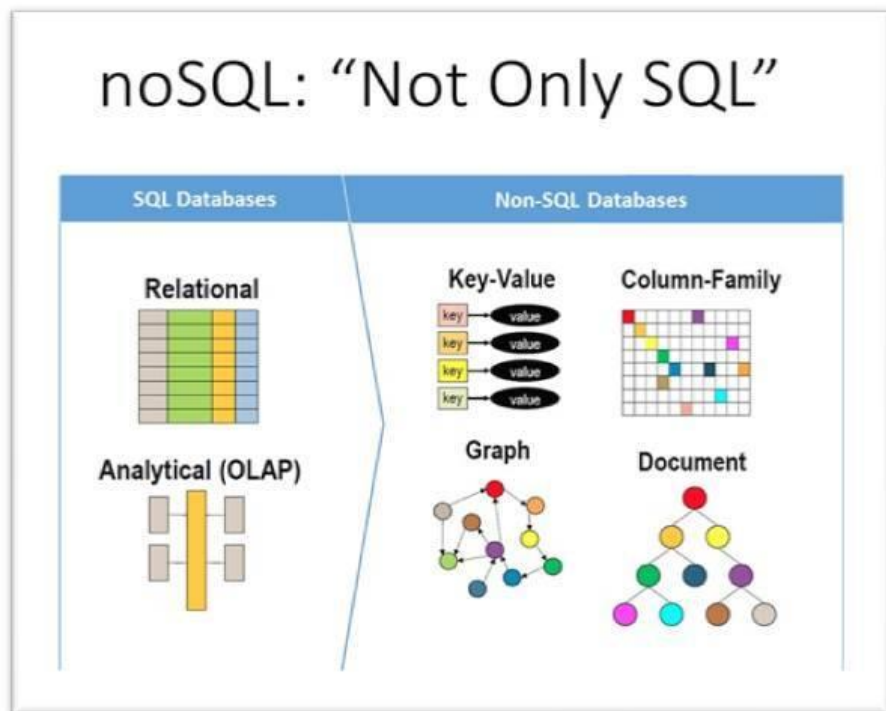 noSQL: “Not Only SQL”
SQL Databases
Non-SQL Databases
Relational
Analytical (OLAP)
Key-Value
key value
key value
key value
key value
Column-Family
Graph
Document